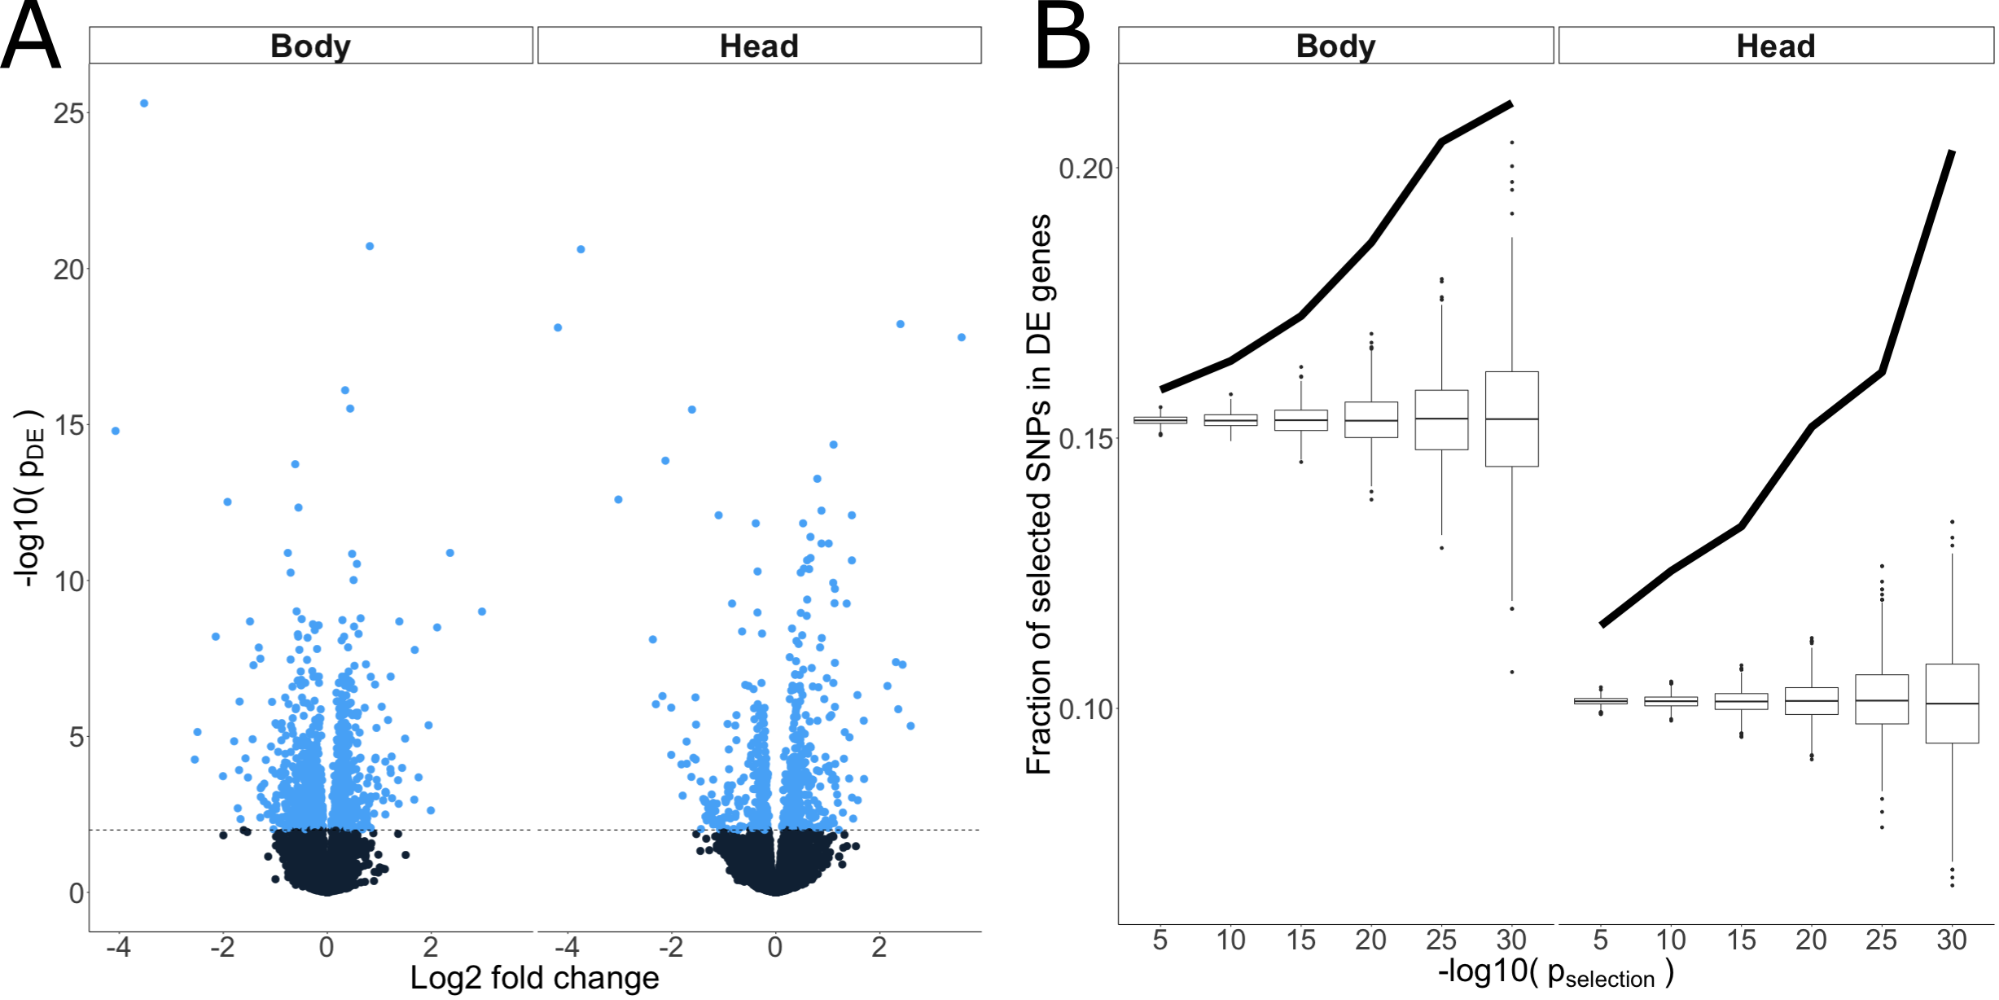 A
Body
Head
25
20
15
10
5
0
-log10( pDE )
-4
-2
0
2
-4
-2
0
2
Log2 fold change
B
Body
Head
0.20
0.15
0.10
Fraction of selected SNPs in DE genes
5
10
15
20
25
30
5
10
15
20
25
30
-log10( pselection )